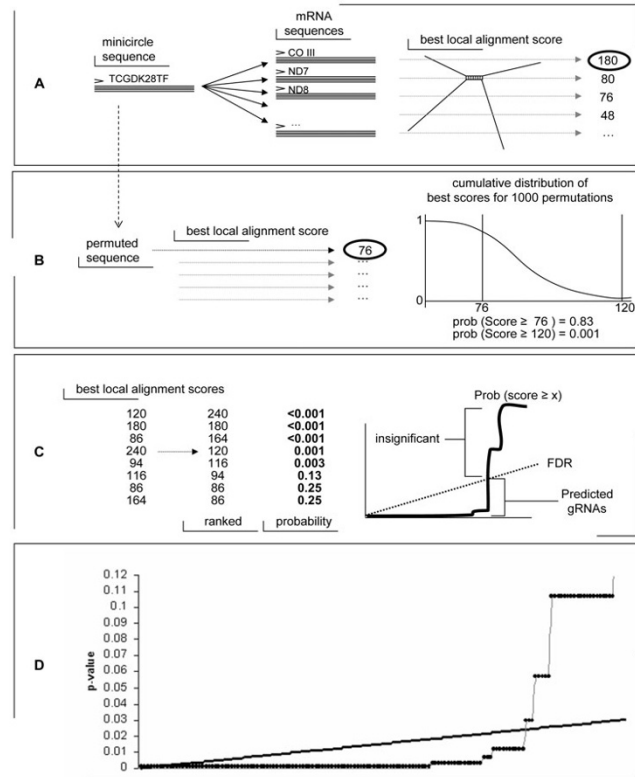 mRNA
sequences
minicircle
sequence
best local alignment score
> TCGDK28TF
> CO III
> ND7
> ND8
> ...
180
80
76
48
...
A
cumulative distribution of
best scores for 1000 permutations
best local alignment score
permuted
sequence
76
...
...
...
...
1
0
76
120
prob (Score ≥ 76 ) = 0.83
prob (Score ≥ 120) = 0.001
B
best local alignment scores
120 240 <0.001
180 180 <0.001
86 164 <0.001
240 120 0.001
94 116 0.003
116 94 0.13
86 86 0.25
164 86 0.25
ranked probability
Prob (score ≥ x)
insignificant
FDR
Predicted
gRNAs
C
0.12
0.11
0.1
0.09
0.08
0.07
0.06
0.05
0.04
0.03
0.02
0.01
0
p-value
D